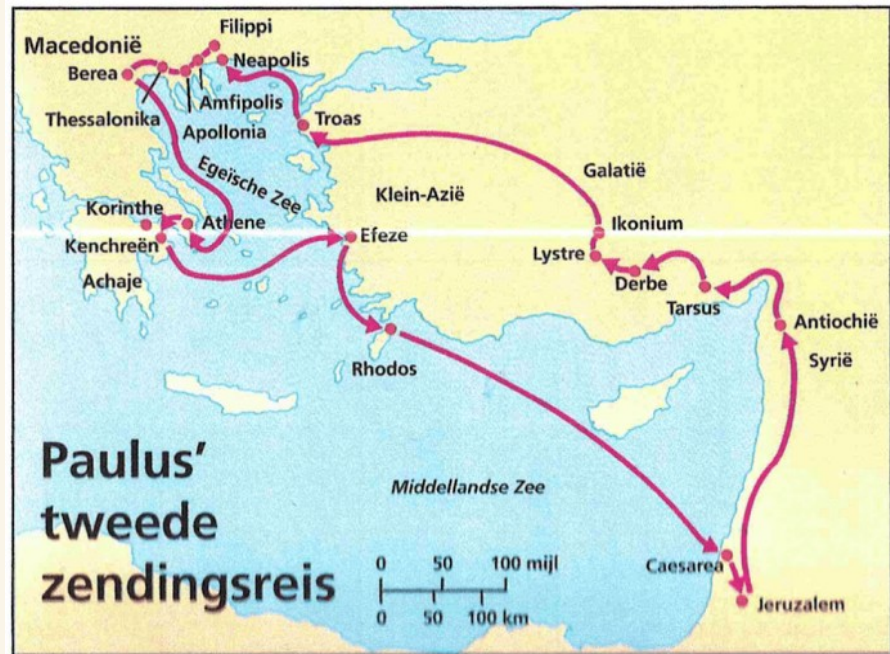 Filippi
Macedonië
Neapolis
Berea
Amfipolis
Thessalonika
Apollonia
Troas
Egeïsche Zee
Galatië
Klein-Azië
Korinthe
Athene
Ikonium
Kenchreën
Efeze
Lystre
Achaje
Derbe
Tarsus
Antiochië
Syrië
Rhodos
Paulus'
tweede
zendingsreis
Middellandse Zee
0 50 100 mijl
0 50 100 km
Caesarea
Jeruzalem